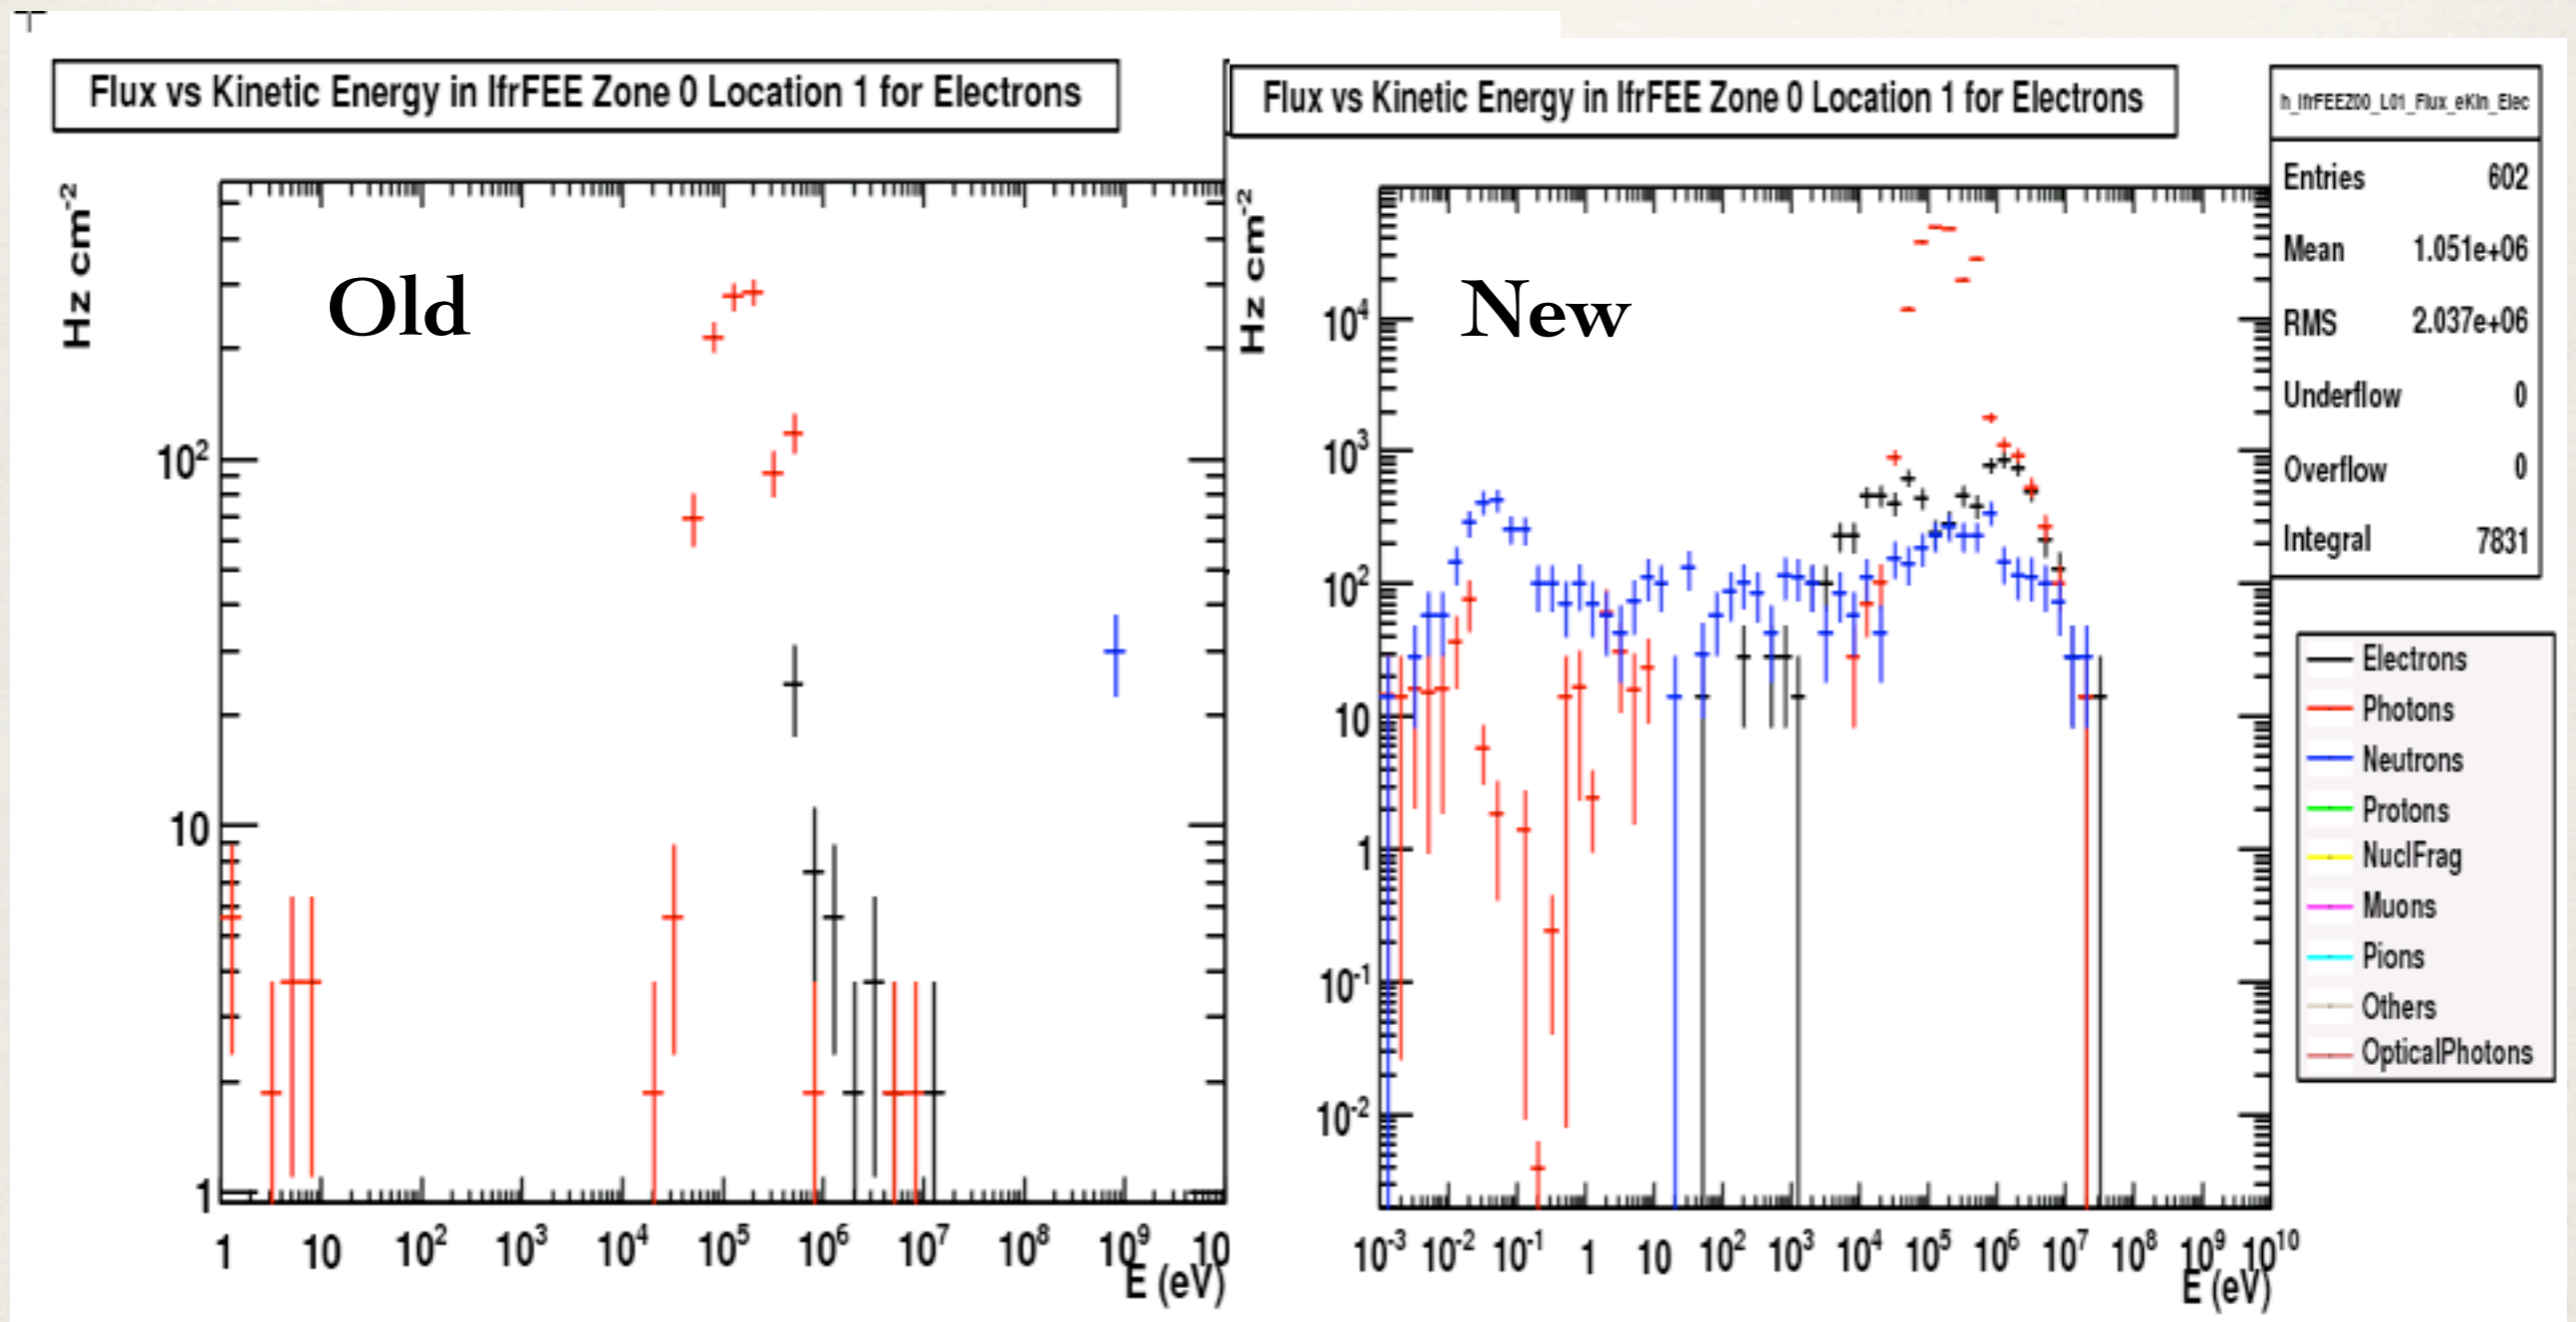 Flux vs Kinetic Energy in IfrFEE Zone 0 Location 1 for Electrons
Hz cm-2
Old
10²
10
1
1 10 10² 10³ 10⁴ 10⁵ 10⁶ 10⁷ 10⁸ 10⁹ 10
E (eV)
Flux vs Kinetic Energy in IfrFEE Zone 0 Location 1 for Electrons
Hz cm-2
New
10⁴
10³
10²
10
1
10⁻¹
10⁻²
10⁻³ 10⁻² 10⁻¹ 1 10 10² 10³ 10⁴ 10⁵ 10⁶ 10⁷ 10⁸ 10⁹ 10¹⁰
E (eV)
h_IfrFEEZ00_L01_Flux_eKin_Elec
Entries 602
Mean 1.051e+06
RMS 2.037e+06
Underflow 0
Overflow 0
Integral 7831
Electrons
Photons
Neutrons
Protons
NuclFrag
Muons
Pions
Others
OpticalPhotons